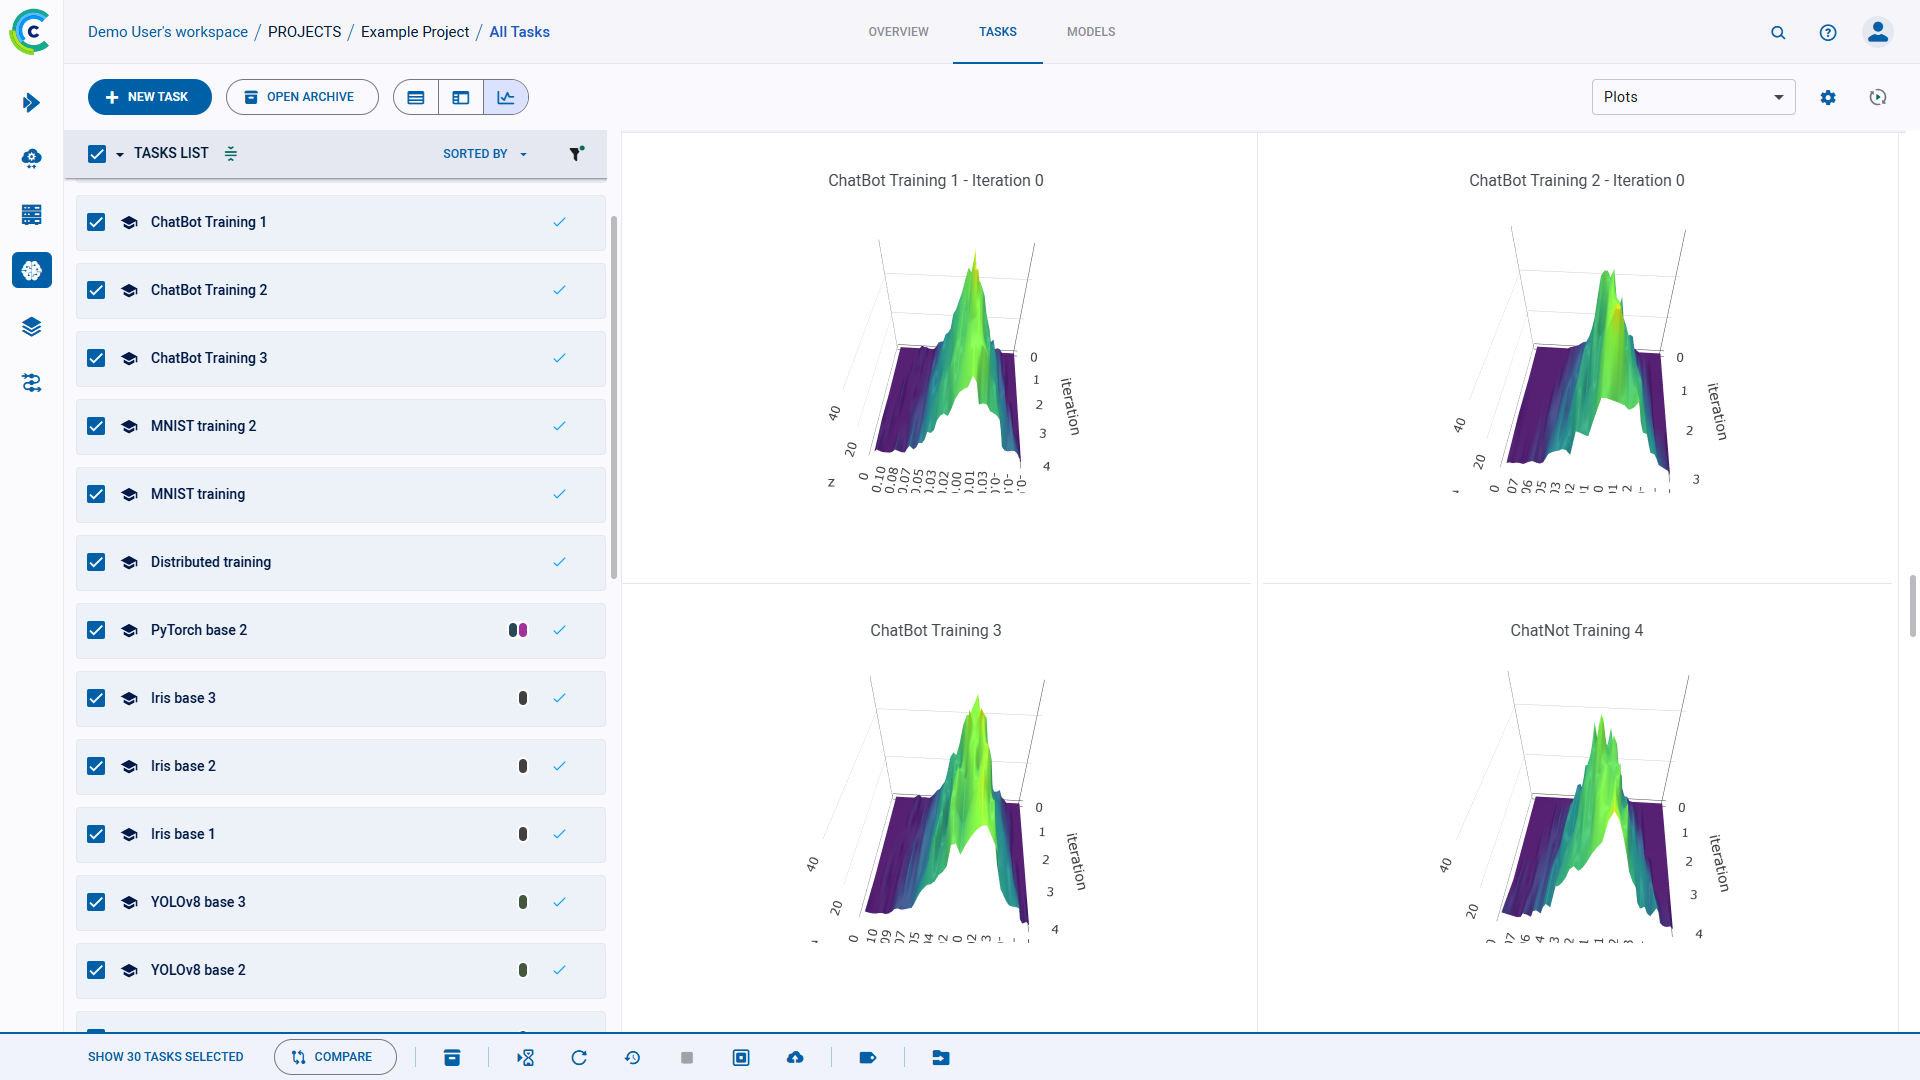 Demo User's workspace / PROJECTS / Example Project / All Tasks
OVERVIEW TASKS MODELS
NEW TASK OPEN ARCHIVE Plots
TASKS LIST SORTED BY
ChatBot Training 1
ChatBot Training 2
ChatBot Training 3
MNIST training 2
MNIST training
Distributed training
PyTorch base 2
Iris base 3
Iris base 2
Iris base 1
YOLOv8 base 3
YOLOv8 base 2
ChatBot Training 1 - Iteration 0
0
1
2
3
4
iteration
40
20
0
z
0.10
0.08
0.07
0.05
0.03
0.02
0.00
0.01
0.03
ChatBot Training 2 - Iteration 0
0
1
2
3
iteration
40
20
0
ChatBot Training 3
0
1
2
3
4
iteration
40
20
0
ChatNot Training 4
0
1
2
3
4
iteration
40
20
0
SHOW 30 TASKS SELECTED COMPARE